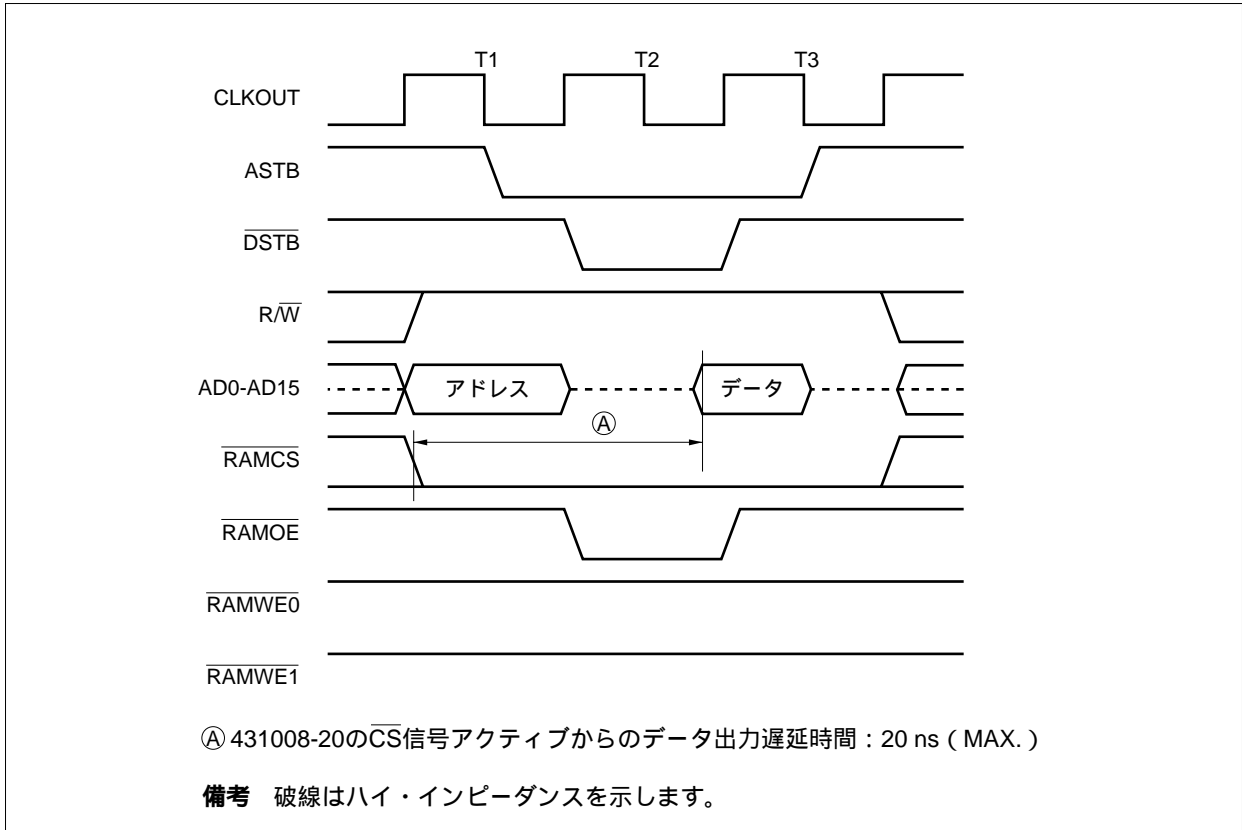 T1 T2 T3
CLKOUT
ASTB
DSTB
R/W
AD0-AD15 アドレス データ
Ⓐ
RAMCS
RAMOE
RAMWE0
RAMWE1
Ⓐ 431008-20のCS信号アクティブからのデータ出力遅延時間：20 ns（MAX.）
備考 破線はハイ・インピーダンスを示します。